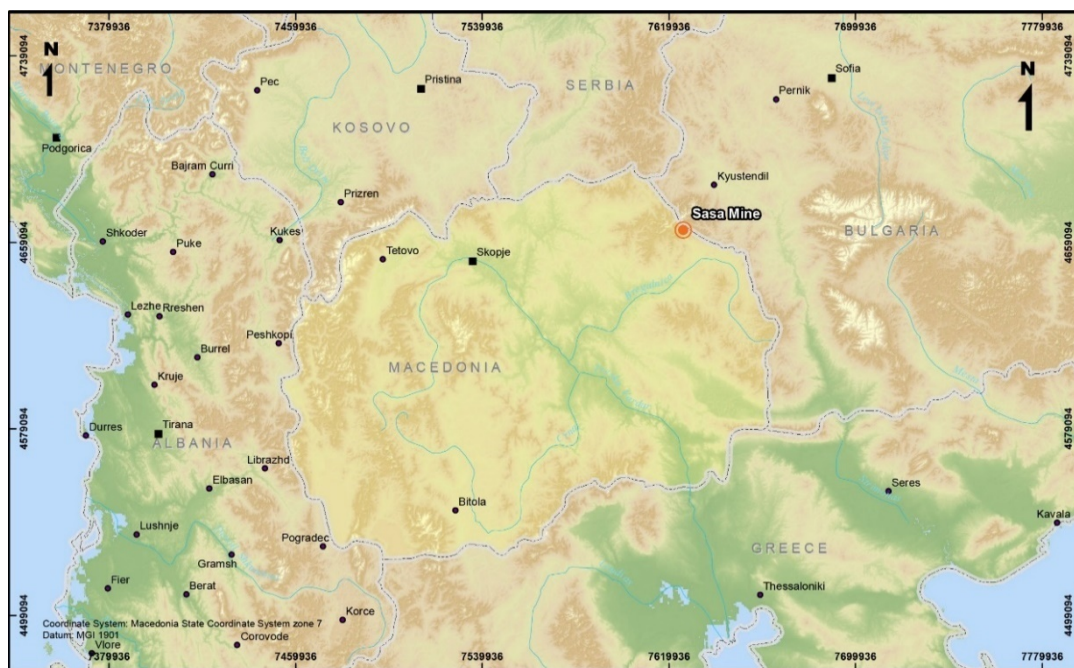 7379936 7459936 7539936 7619936 7699936 7779936
4739094
4739094
N
N
MONTENEGRO
Pec
Pristina
SERBIA
Sofia
Pernik
KOSOVO
Podgorica
Bajram Curri
Kyustendil
Prizren
Sasa Mine
Shkoder
Kukes
BULGARIA
4659094
4659094
Puke
Tetovo
Skopje
Lezhe
Rreshen
Peshkopi
Burrel
MACEDONIA
Kruje
Durres
Tirana
4579094
4579094
ALBANIA
Librazhd
Elbasan
Seres
Bitola
Kavala
Lushnje
Pogradec
GREECE
Gramsh
Fier
Berat
Thessaloniki
Korce
4499094
4499094
Coordinate System: Macedonia State Coordinate System zone 7
Datum: MGI 1901
Vlore
Corovode
7379936 7459936 7539936 7619936 7699936 7779936